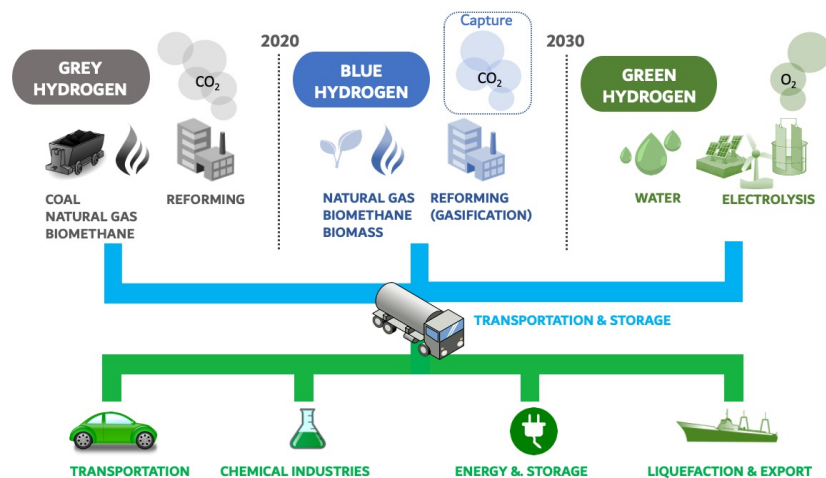 2020
2030
Capture
GREY
HYDROGEN
CO₂
BLUE
HYDROGEN
CO₂
GREEN
HYDROGEN
O₂
COAL
NATURAL GAS
BIOMETHANE
REFORMING
NATURAL GAS
BIOMETHANE
BIOMASS
REFORMING
(GASIFICATION)
WATER
ELECTROLYSIS
TRANSPORTATION & STORAGE
TRANSPORTATION
CHEMICAL INDUSTRIES
ENERGY &. STORAGE
LIQUEFACTION & EXPORT